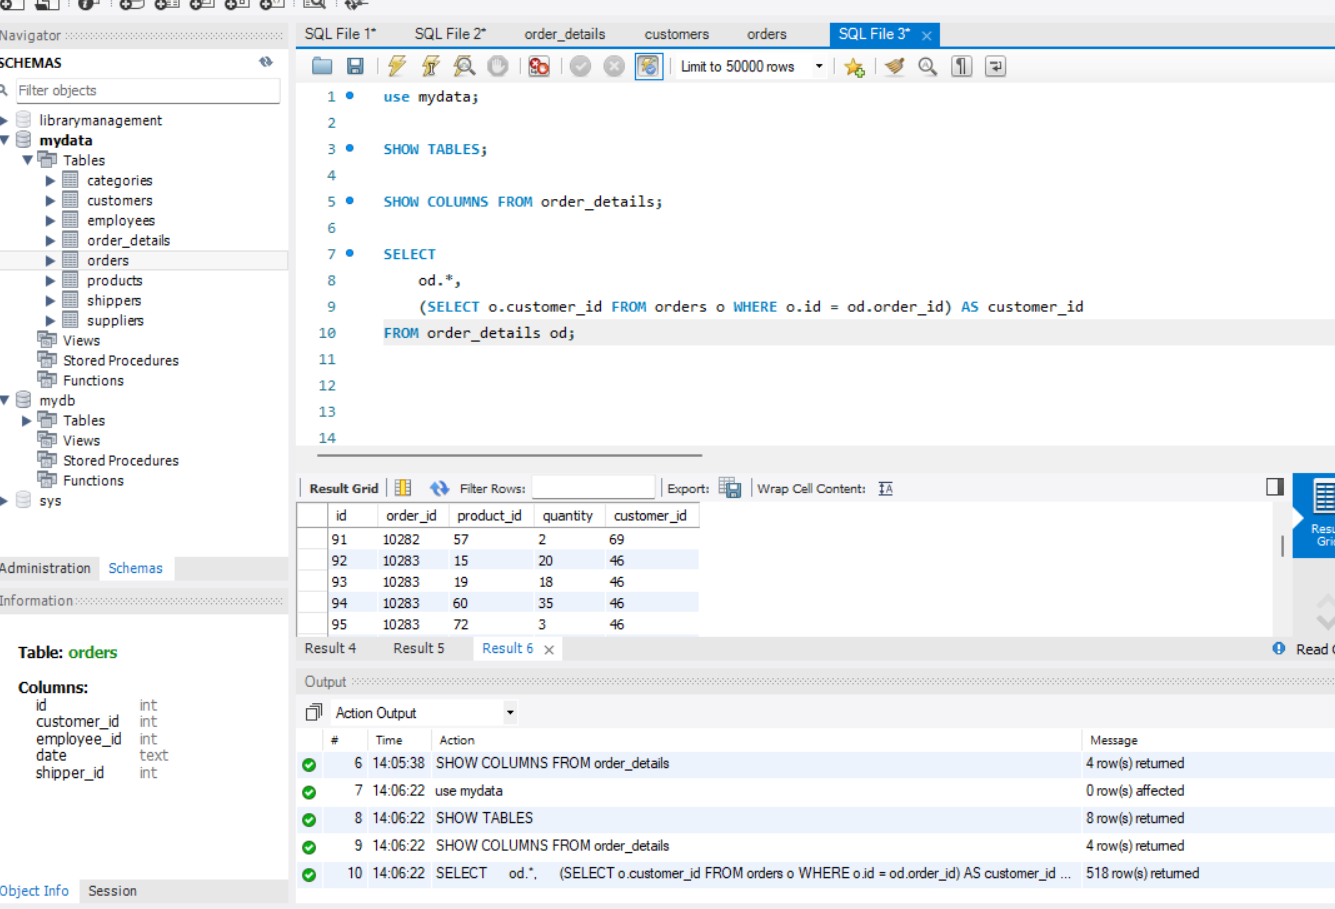 Navigator
SCHEMAS
Filter objects
librarymanagement
mydata
Tables
categories
customers
employees
order_details
orders
products
shippers
suppliers
Views
Stored Procedures
Functions
mydb
Tables
Views
Stored Procedures
Functions
sys
Administration Schemas
Information
Table: orders
Columns:
id int
customer_id int
employee_id int
date text
shipper_id int
Object Info Session
SQL File 1* SQL File 2* order_details customers orders SQL File 3*
Limit to 50000 rows
1 use mydata;
2
3 SHOW TABLES;
4
5 SHOW COLUMNS FROM order_details;
6
7 SELECT
8 od.*,
9 (SELECT o.customer_id FROM orders o WHERE o.id = od.order_id) AS customer_id
10 FROM order_details od;
11
12
13
14
Result Grid Filter Rows: Export: Wrap Cell Content:
id order_id product_id quantity customer_id
91 10282 57 2 69
92 10283 15 20 46
93 10283 19 18 46
94 10283 60 35 46
95 10283 72 3 46
Result 4 Result 5 Result 6 Read
Output
Action Output
# Time Action Message
6 14:05:38 SHOW COLUMNS FROM order_details 4 row(s) returned
7 14:06:22 use mydata 0 row(s) affected
8 14:06:22 SHOW TABLES 8 row(s) returned
9 14:06:22 SHOW COLUMNS FROM order_details 4 row(s) returned
10 14:06:22 SELECT od.*, (SELECT o.customer_id FROM orders o WHERE o.id = od.order_id) AS customer_id ... 518 row(s) returned